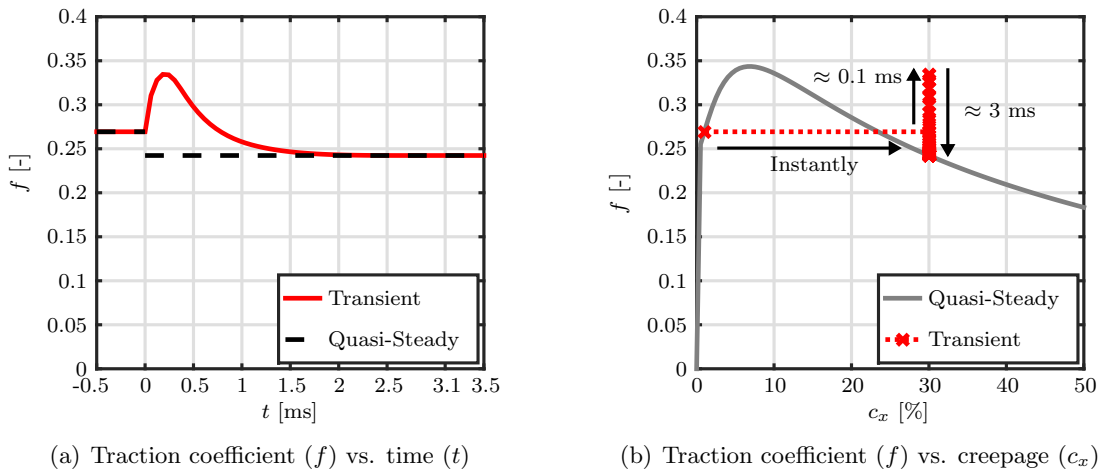 0.4
0.35
0.3
0.25
0.2
0.15
0.1
0.05
0
f [-]
-0.5 0 0.5 1 1.5 2 2.5 3.1 3.5
t [ms]
Transient
Quasi-Steady
(a) Traction coefficient (f) vs. time (t)
0.4
0.35
0.3
0.25
0.2
0.15
0.1
0.05
0
f [-]
≈ 0.1 ms
≈ 3 ms
Instantly
Quasi-Steady
Transient
0 10 20 30 40 50
c_x [%]
(b) Traction coefficient (f) vs. creepage (c_x)